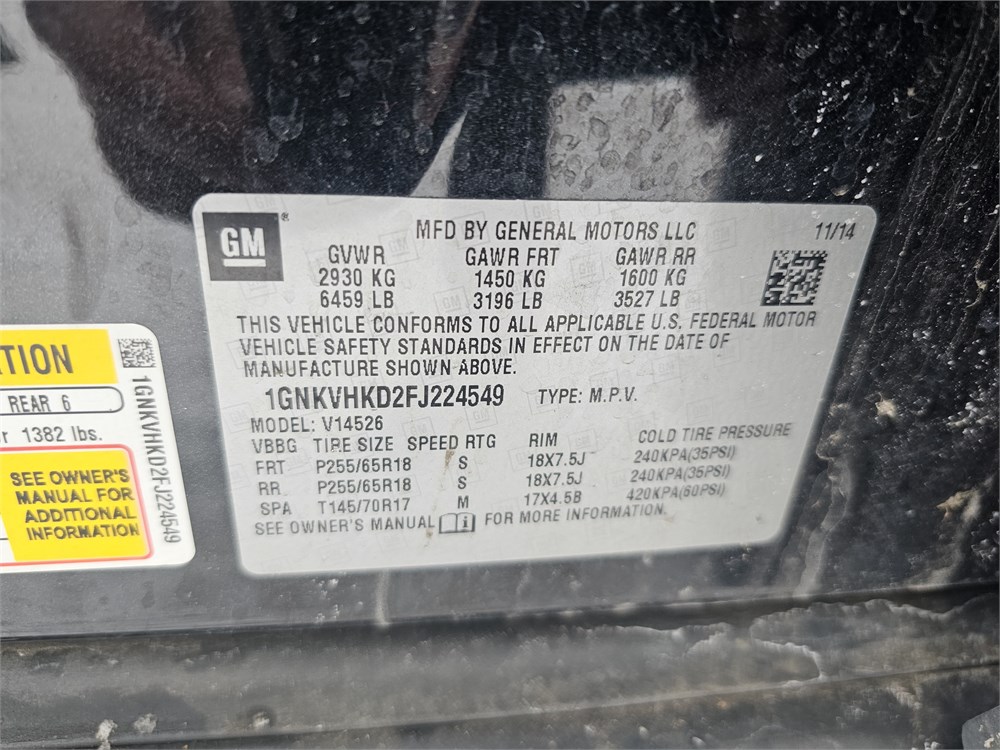 GM ®
MFD BY GENERAL MOTORS LLC 11/14
GVWR GAWR FRT GAWR RR
2930 KG 1450 KG 1600 KG
6459 LB 3196 LB 3527 LB
THIS VEHICLE CONFORMS TO ALL APPLICABLE U.S. FEDERAL MOTOR
VEHICLE SAFETY STANDARDS IN EFFECT ON THE DATE OF
MANUFACTURE SHOWN ABOVE.
1GNKVHKD2FJ224549 TYPE: M.P.V.
MODEL: V14526
VBBG TIRE SIZE SPEED RTG RIM COLD TIRE PRESSURE
FRT P255/65R18 S 18X7.5J 240KPA(35PSI)
RR P255/65R18 S 18X7.5J 240KPA(35PSI)
SPA T145/70R17 M 17X4.5B 420KPA(60PSI)
SEE OWNER'S MANUAL i FOR MORE INFORMATION.
TION
REAR 6
r 1382 lbs.
SEE OWNER'S
MANUAL FOR
ADDITIONAL
INFORMATION
1GNKVHKD2FJ224549